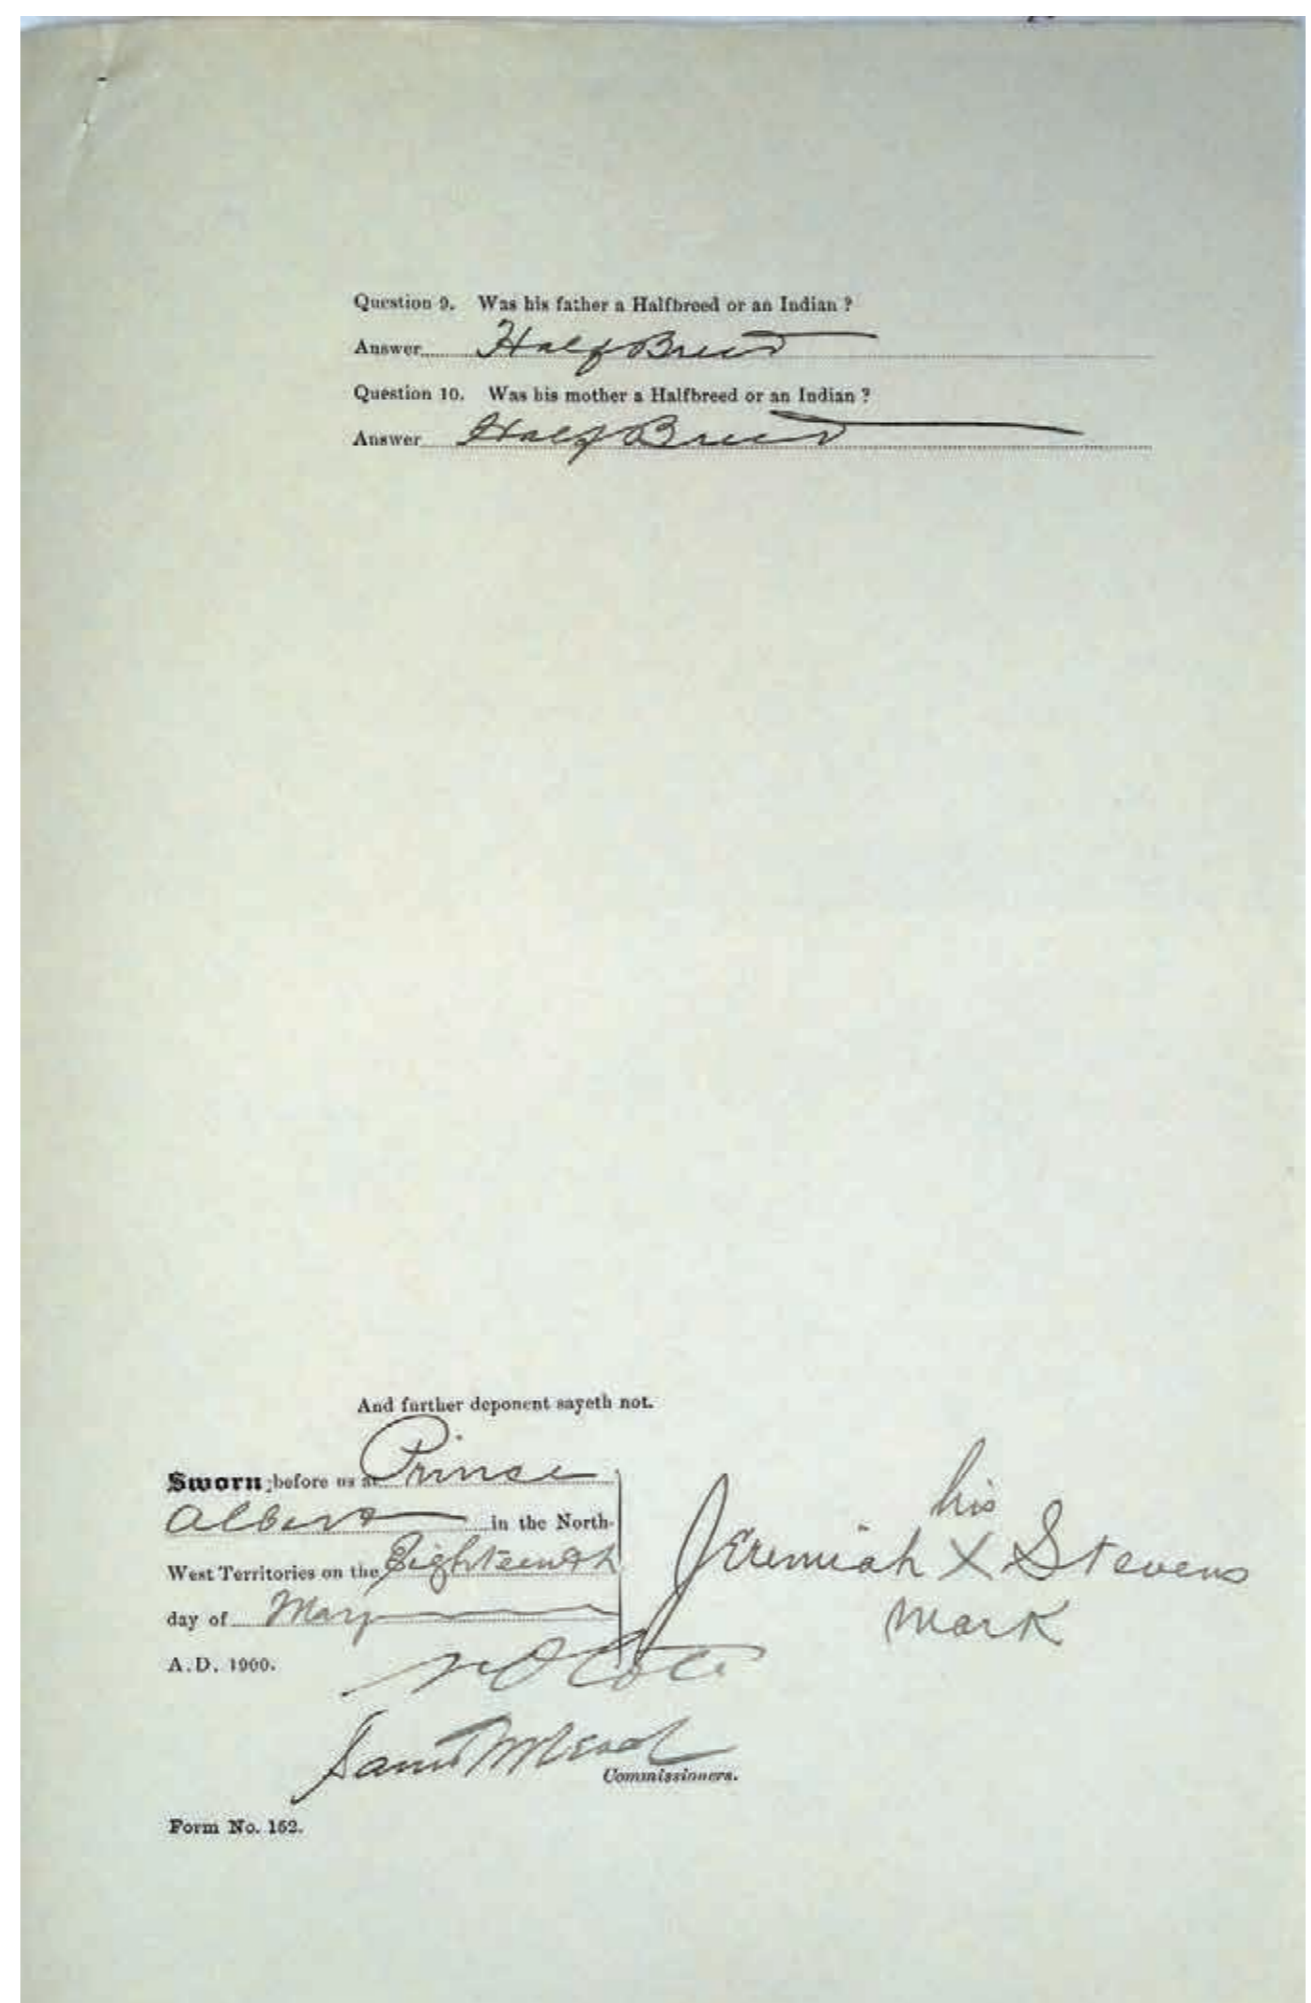 Question 9. Was his father a Halfbreed or an Indian ?
Answer Half Breed
Question 10. Was his mother a Halfbreed or an Indian ?
Answer Half Breed
And further deponent sayeth not.
Sworn before us at Prince
Albert in the North-
West Territories on the Eighteenth
day of May
A.D. 1900.
his
Jeremiah X Stevens
mark
Coté
Commissioners.
Form No. 152.